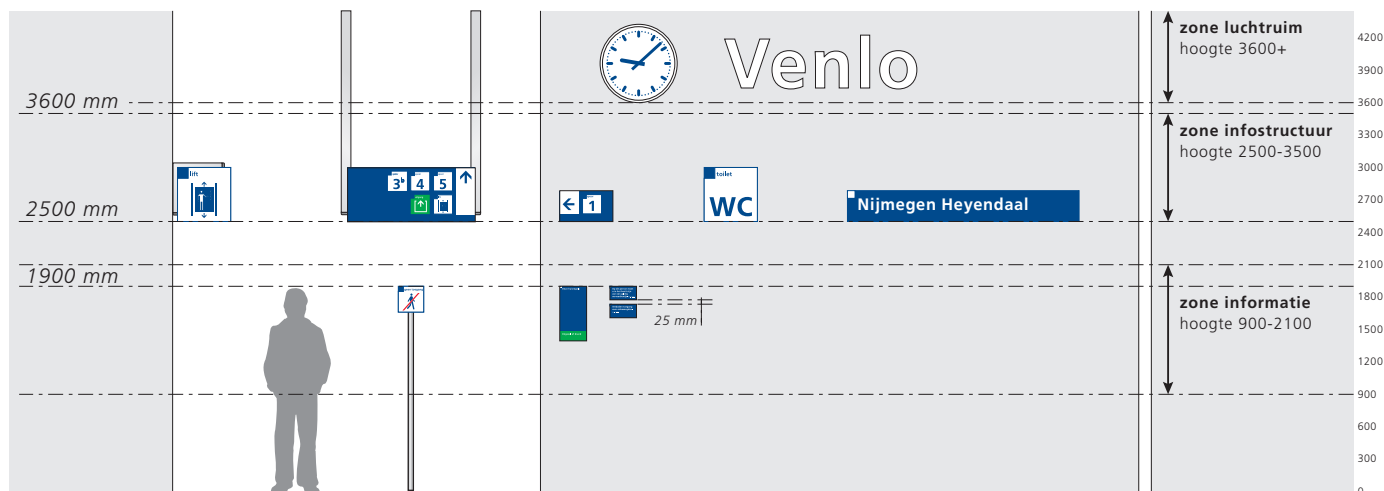 3600 mm
2500 mm
1900 mm
lift
3b 4 5
1
toilet
WC
Venlo
Nijmegen Heyendaal
25 mm
zone luchtruim
hoogte 3600+
zone infostructuur
hoogte 2500-3500
zone informatie
hoogte 900-2100
4200
3900
3600
3300
3000
2700
2400
2100
1800
1500
1200
900
600
300
0